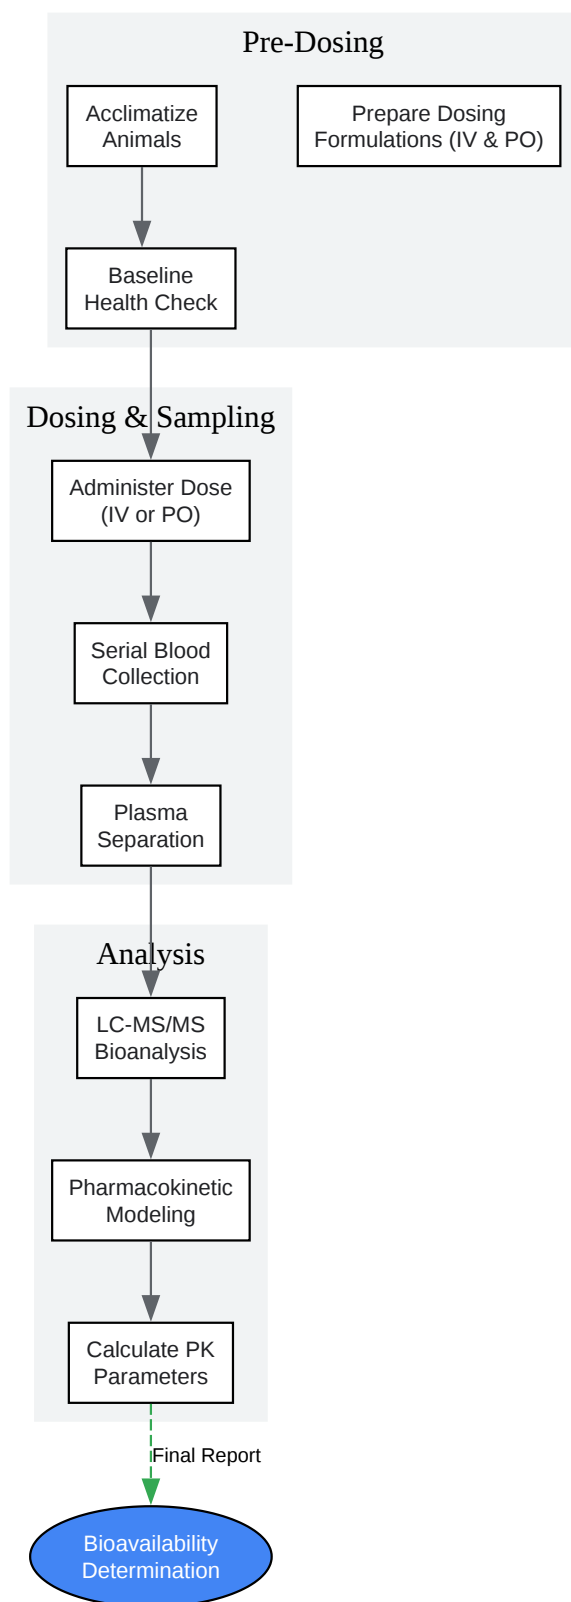 Pre-Dosing
Acclimatize
Animals
Prepare Dosing
Formulations (IV & PO)
Baseline
Health Check
Dosing & Sampling
Administer Dose
(IV or PO)
Serial Blood
Collection
Plasma
Separation
Analysis
LC-MS/MS
Bioanalysis
Pharmacokinetic
Modeling
Calculate PK
Parameters
Final Report
Bioavailability
Determination